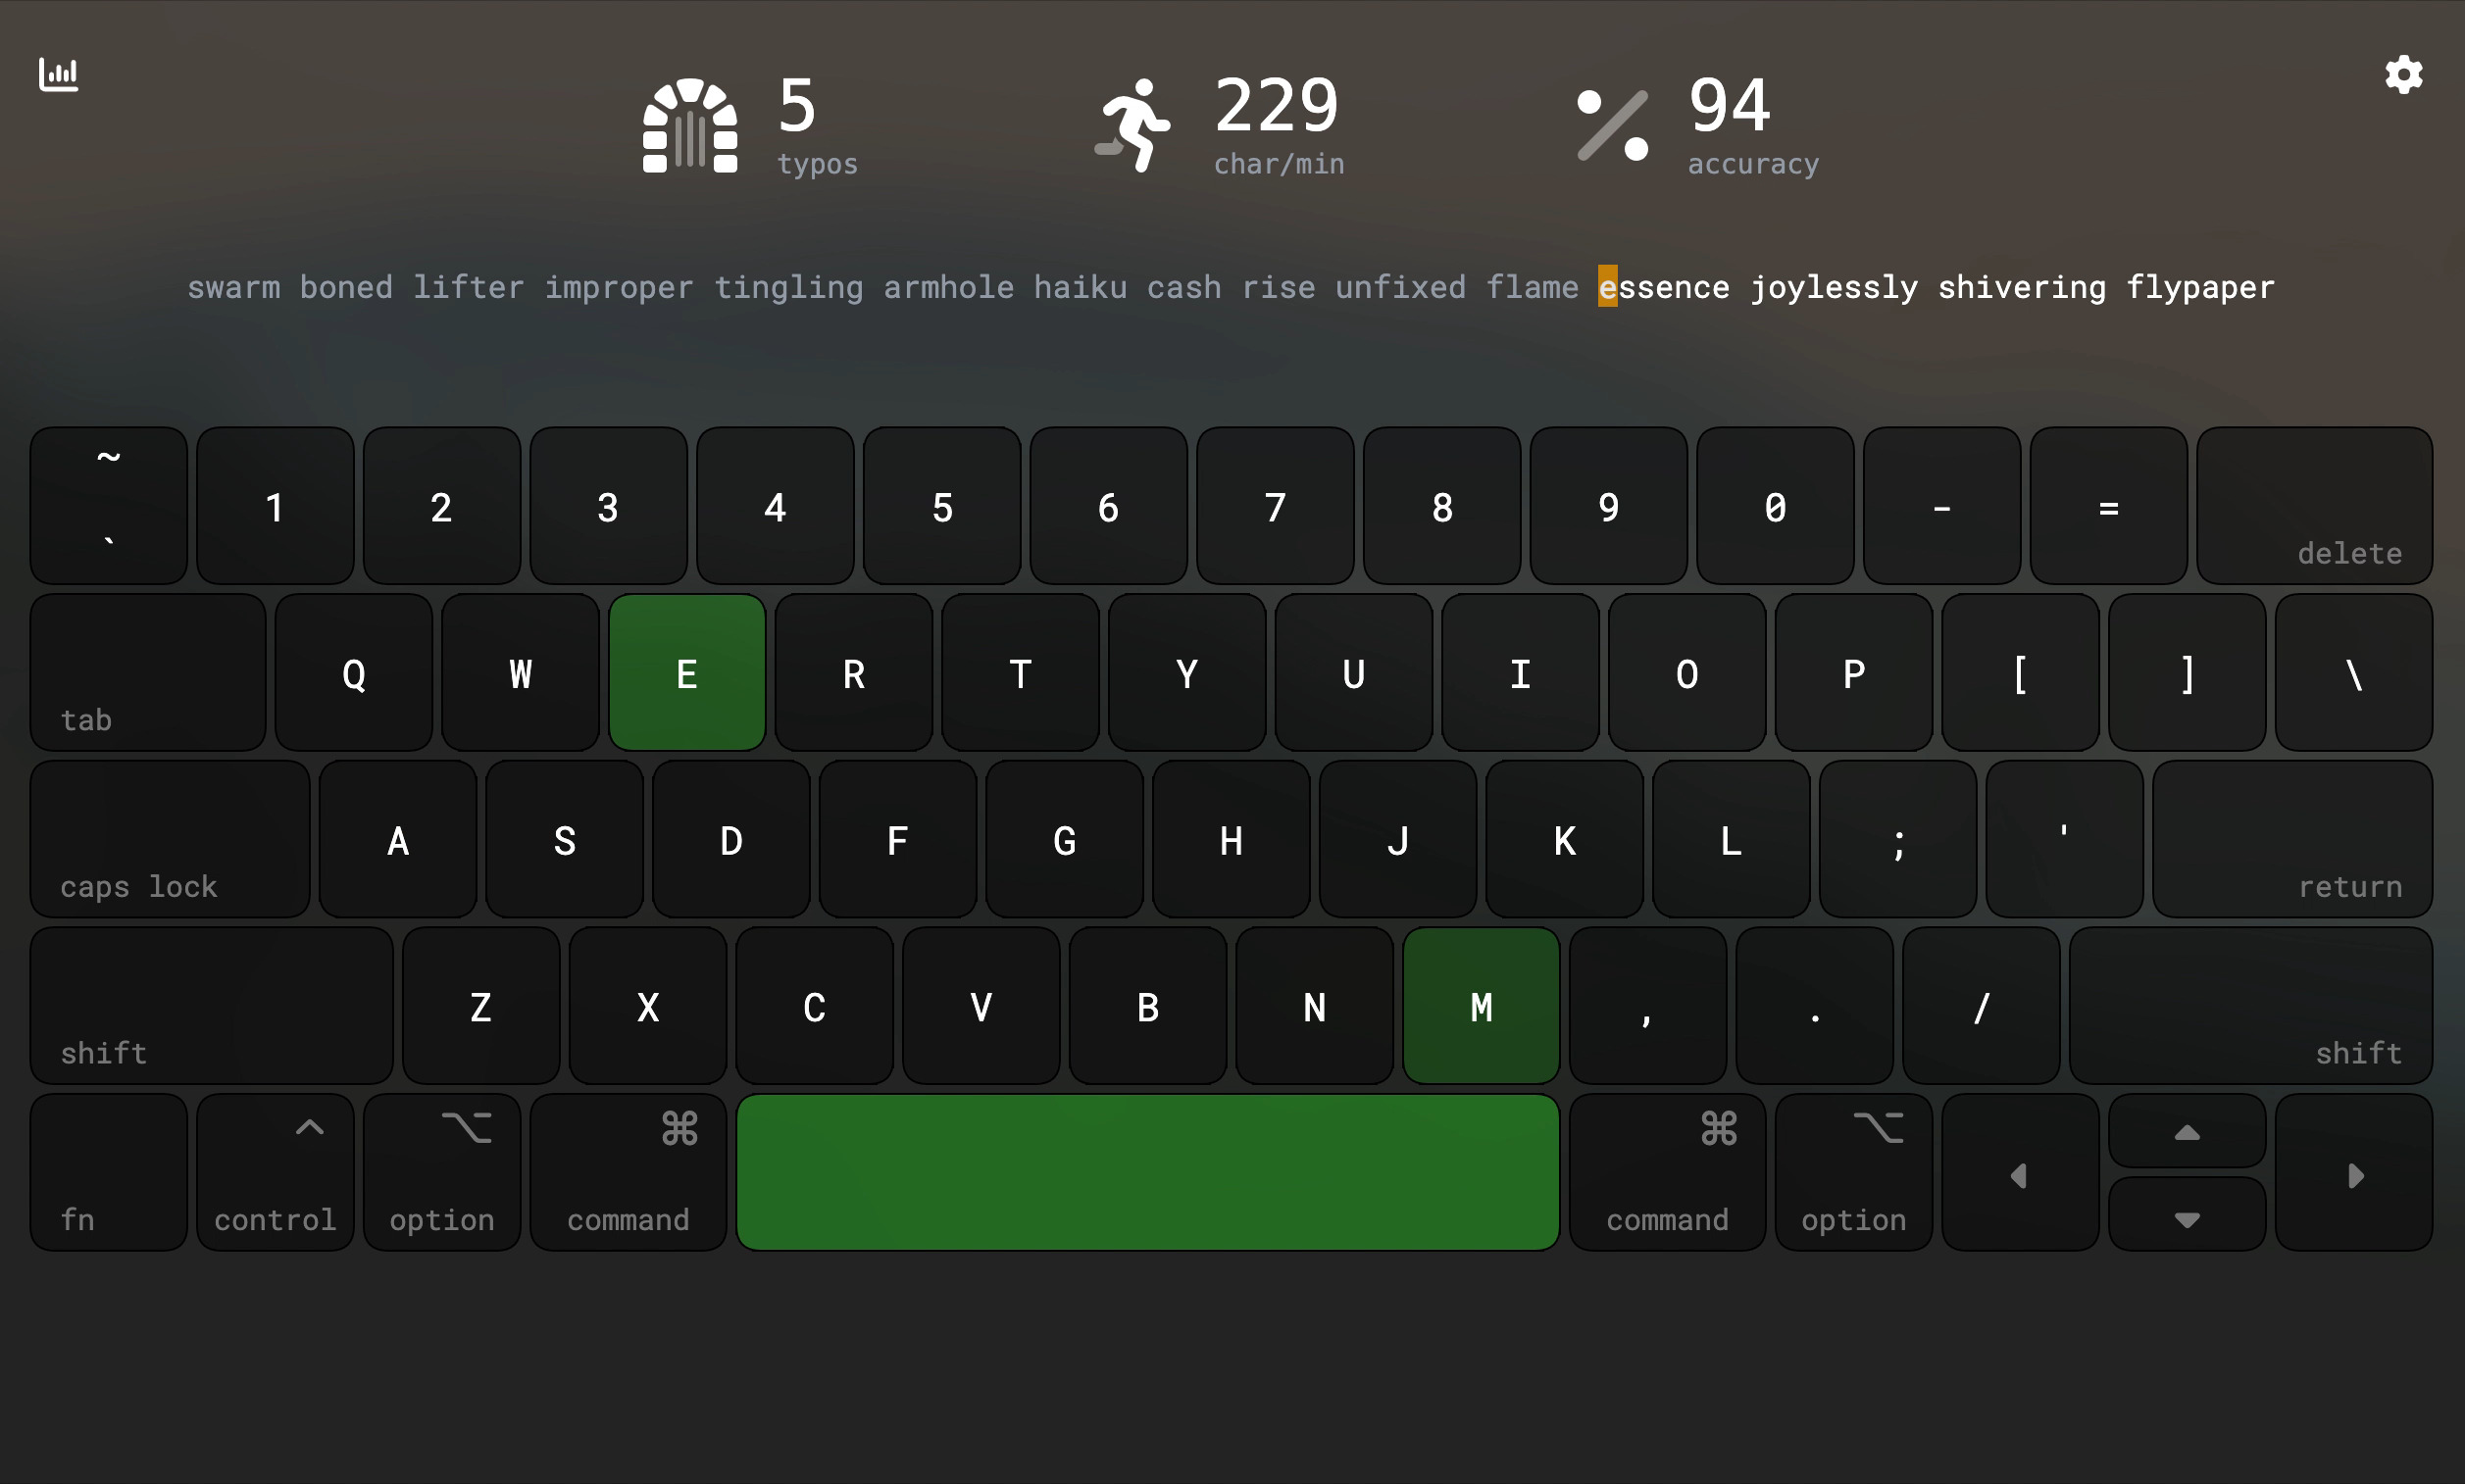 5 229 94
typos char/min accuracy
swarm boned lifter improper tingling armhole haiku cash rise unfixed flame essence joylessly shivering flypaper
~
` 1 2 3 4 5 6 7 8 9 0 - =
delete
Q W E R T Y U I O P [ ] \
tab
A S D F G H J K L ; '
caps lock return
Z X C V B N M , . /
shift shift
fn control option command command option